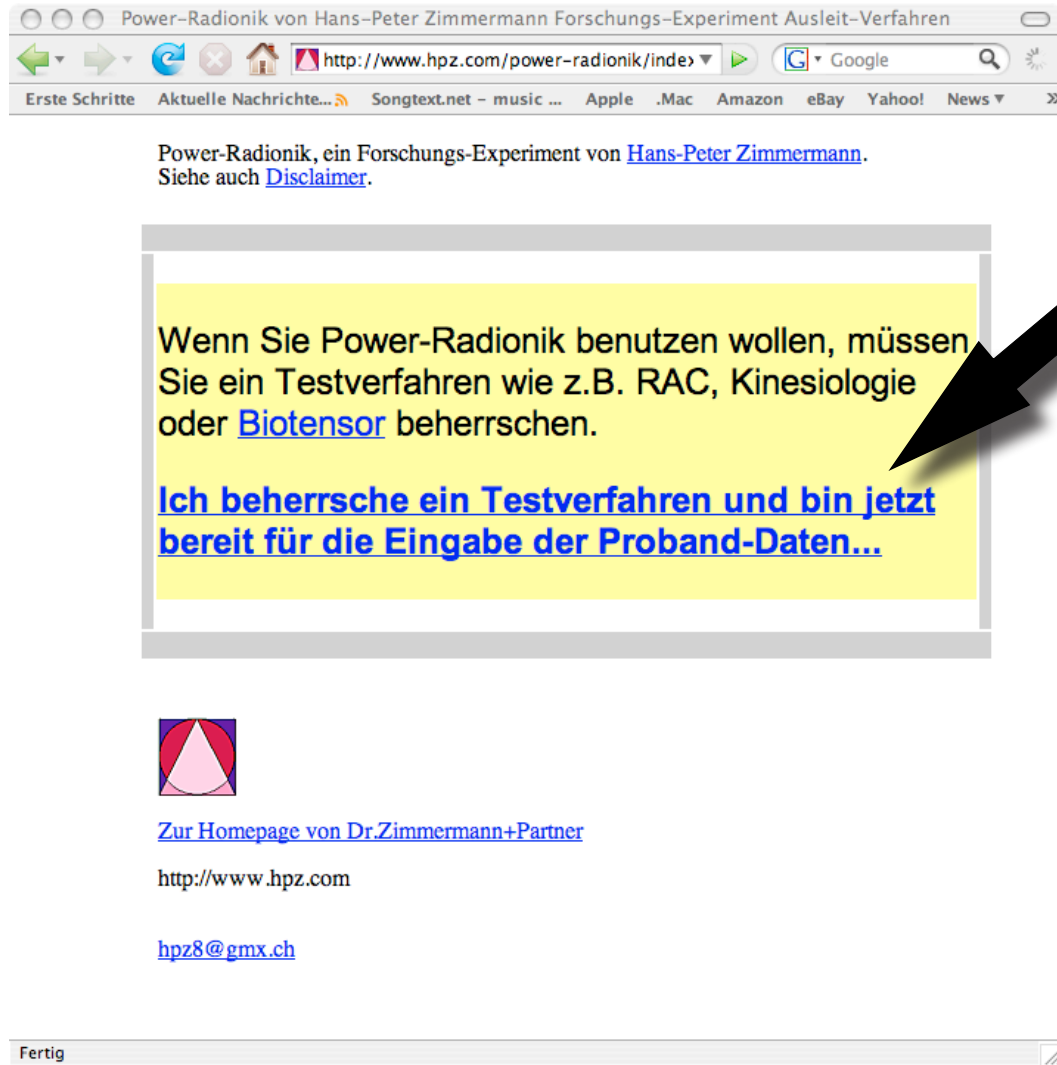 Power-Radionik von Hans-Peter Zimmermann Forschungs-Experiment Ausleit-Verfahren
http://www.hpz.com/power-radionik/index
G Google
Erste Schritte Aktuelle Nachrichte... Songtext.net – music ... Apple .Mac Amazon eBay Yahoo! News »
Power-Radionik, ein Forschungs-Experiment von Hans-Peter Zimmermann.
Siehe auch Disclaimer.
Wenn Sie Power-Radionik benutzen wollen, müssen
Sie ein Testverfahren wie z.B. RAC, Kinesiologie
oder Biotensor beherrschen.
Ich beherrsche ein Testverfahren und bin jetzt
bereit für die Eingabe der Proband-Daten...
Zur Homepage von Dr.Zimmermann+Partner
http://www.hpz.com
hpz8@gmx.ch
Fertig